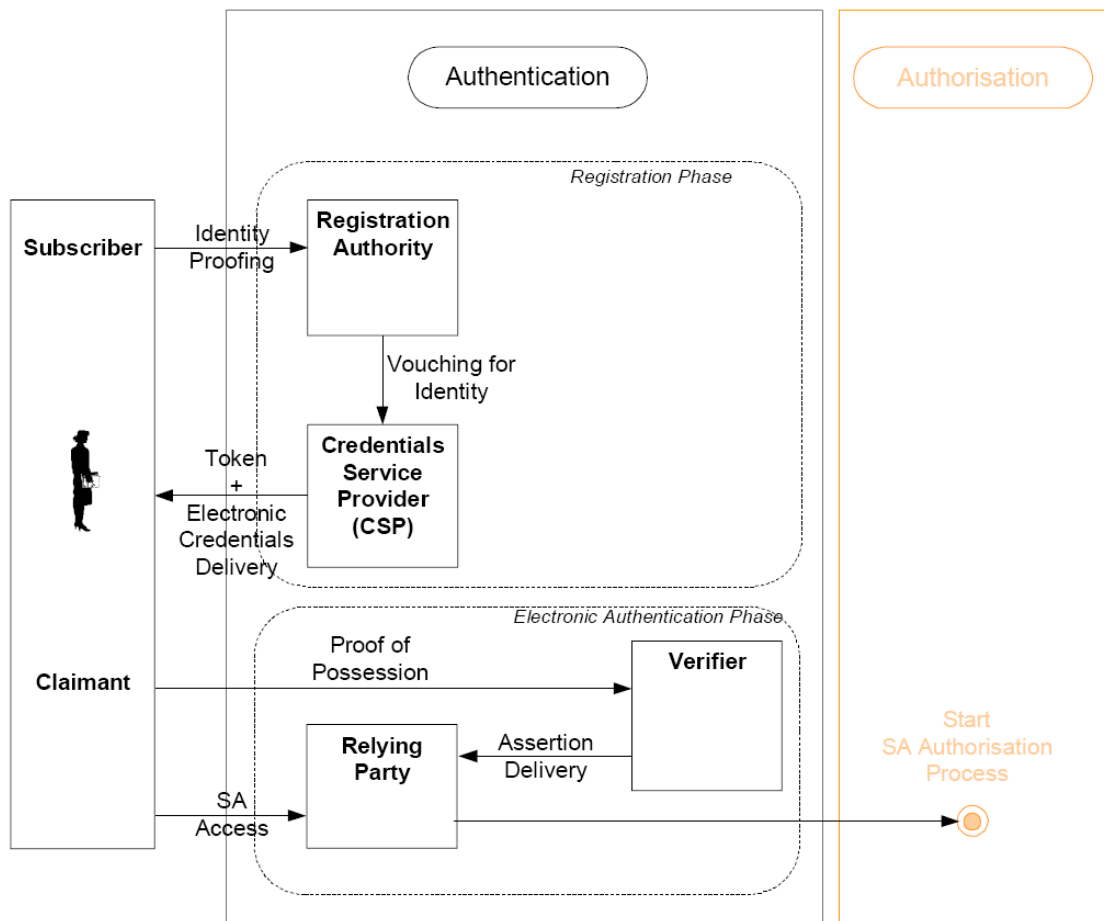 Authentication
Authorisation
Registration Phase
Subscriber
Identity
Proofing
Registration
Authority
Vouching for
Identity
Token
+
Electronic
Credentials
Delivery
Credentials
Service
Provider
(CSP)
Electronic Authentication Phase
Claimant
Proof of
Possession
Verifier
Relying
Party
Assertion
Delivery
SA
Access
Start
SA Authorisation
Process